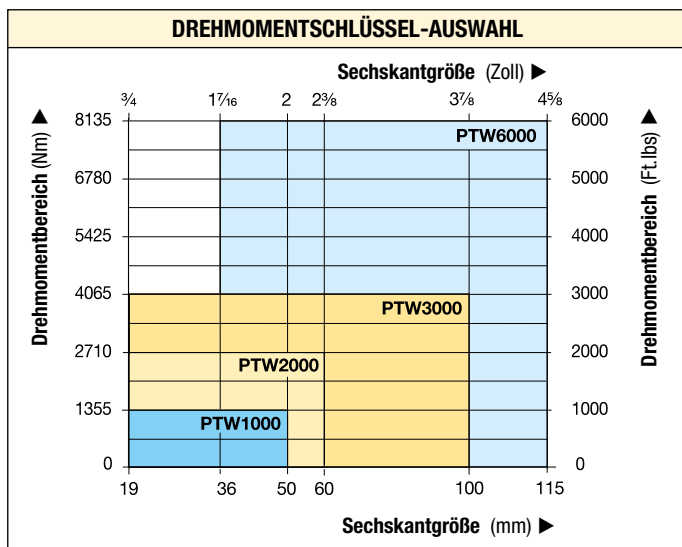 DREHMOMENTSCHLÜSSEL-AUSWAHL
Sechskantgröße (Zoll) ▶
¾ 1⁷⁄₁₆ 2 2³⁄₈ 3⁷⁄₈ 4⁵⁄₈
Drehmomentbereich (Nm) ▶
8135
6780
5425
4065
2710
1355
0
PTW6000
PTW3000
PTW2000
PTW1000
6000
5000
4000
3000
2000
1000
0
Drehmomentbereich (Ft.lbs) ▶
19 36 50 60 100 115
Sechskantgröße (mm) ▶